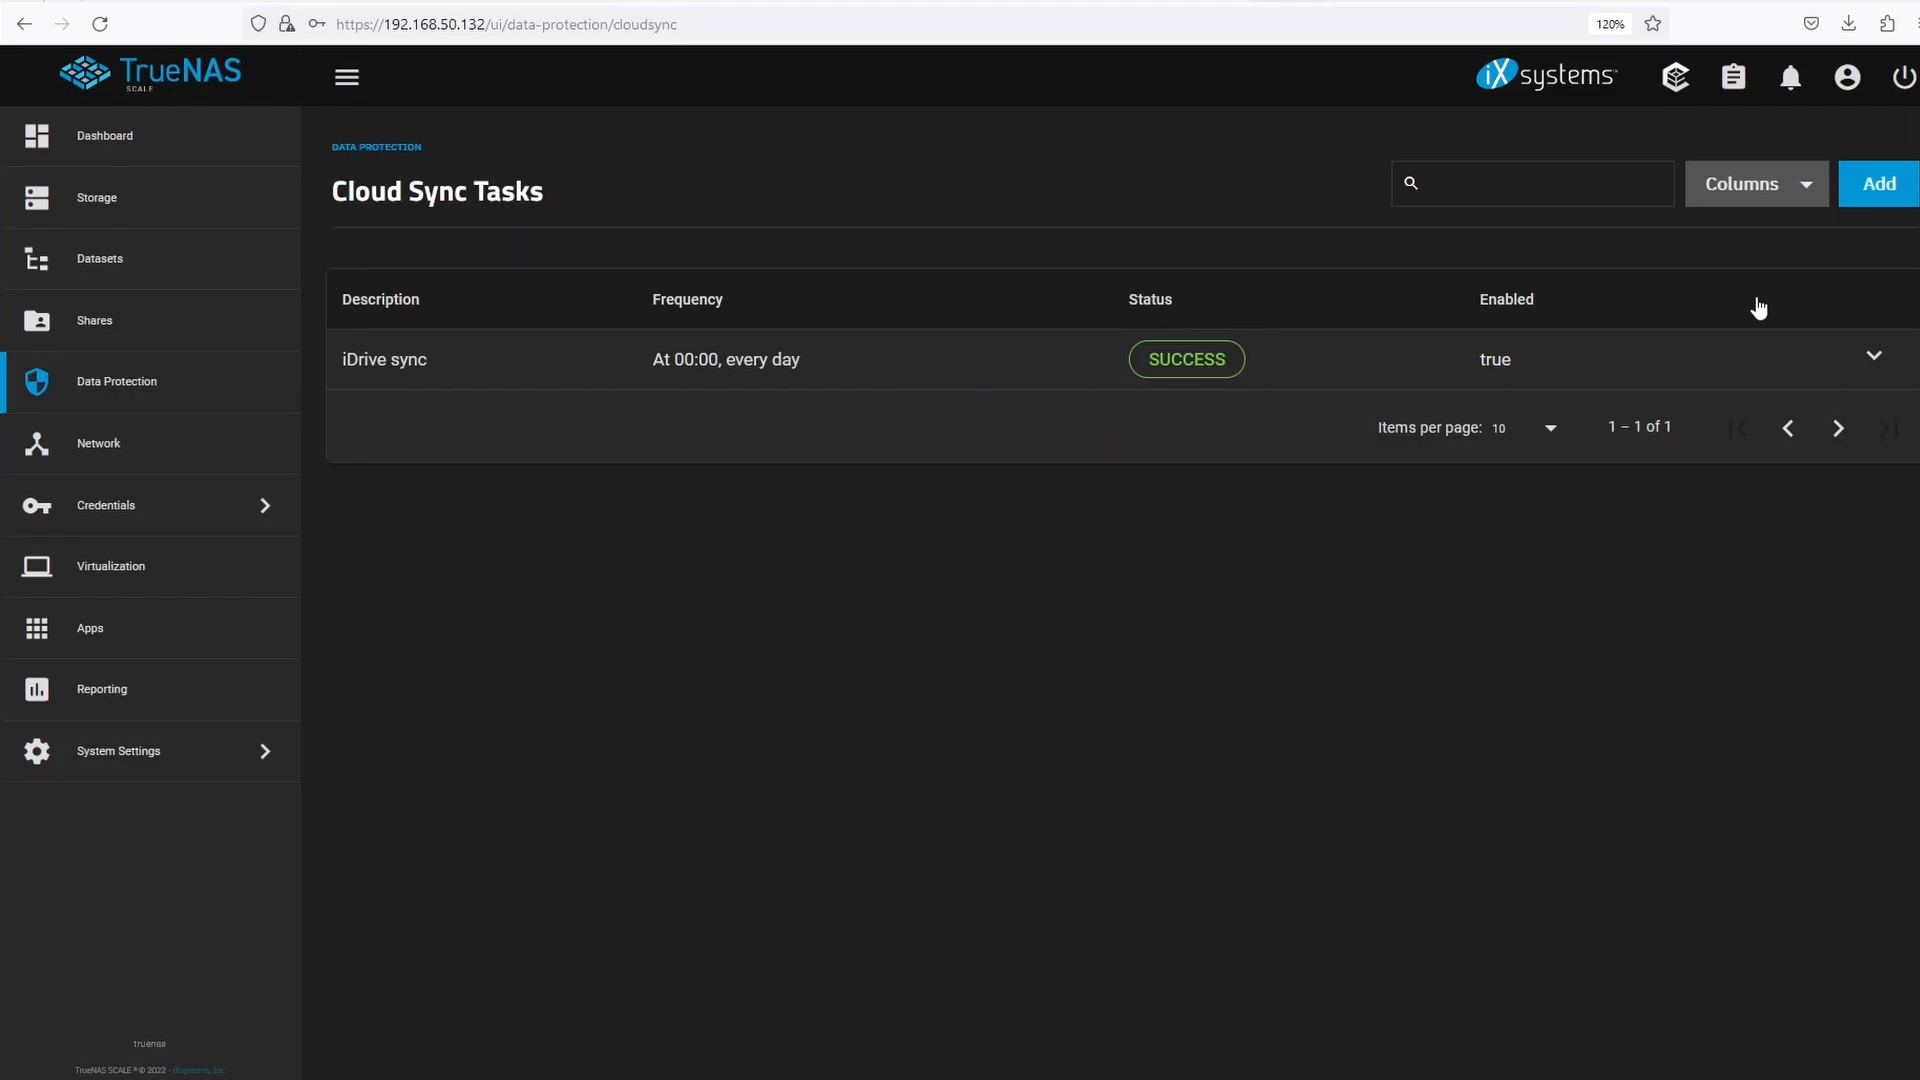 https://192.168.50.132/ui/data-protection/cloudsync
120%
TrueNAS
SCALE
iX systems™
Dashboard
Storage
Datasets
Shares
Data Protection
Network
Credentials
Virtualization
Apps
Reporting
System Settings
truenas
TrueNAS SCALE ® © 2022 - iXsystems, Inc
DATA PROTECTION
Cloud Sync Tasks
Columns
Add
Description Frequency Status Enabled
iDrive sync At 00:00, every day SUCCESS true
Items per page: 10 1 – 1 of 1